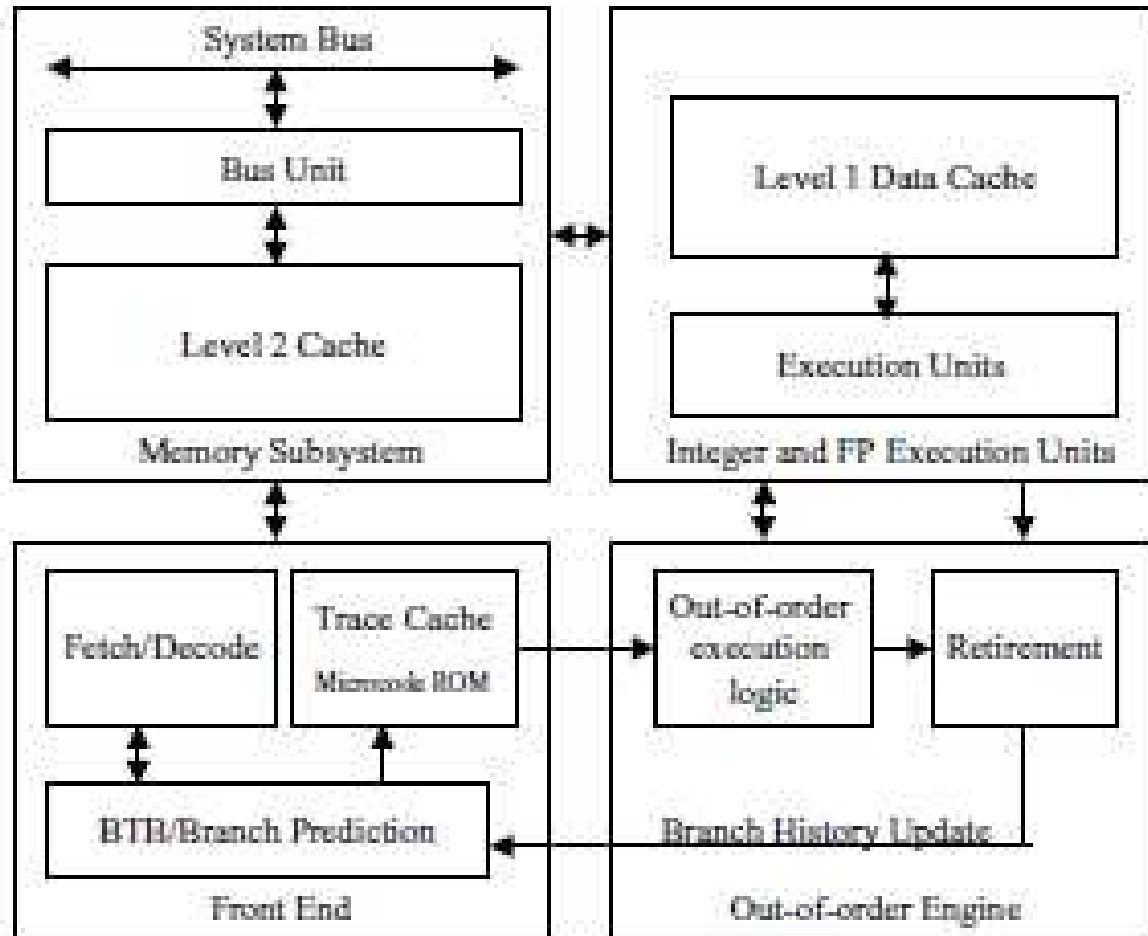 System Bus
Bus Unit
Level 2 Cache
Memory Subsystem
Level 1 Data Cache
Execution Units
Integer and FP Execution Units
Fetch/Decode
Trace Cache
Microcode ROM
BTB/Branch Prediction
Front End
Out-of-order
execution
logic
Retirement
Branch History Update
Out-of-order Engine